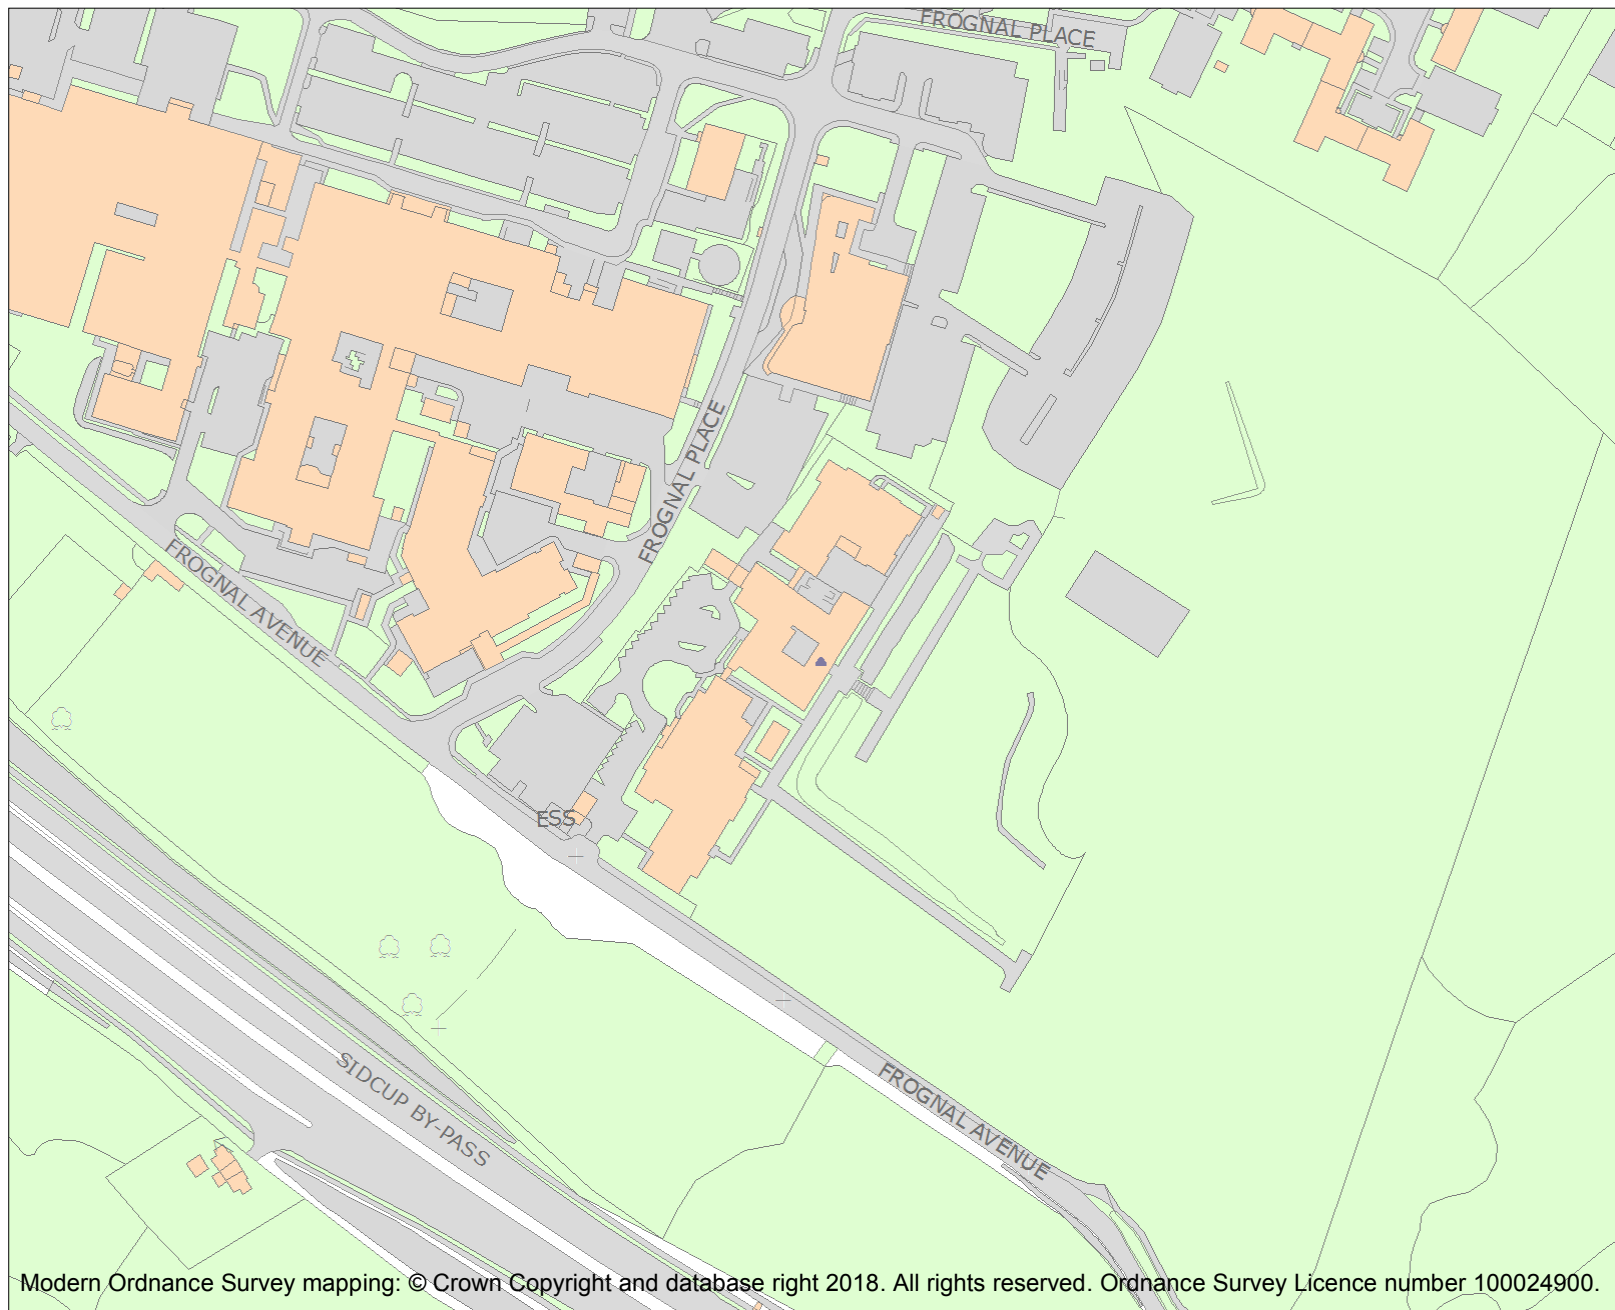 FROGNAL PLACE
FROGNAL PLACE
FROGNAL AVENUE
ESS
SIDCUP BY-PASS
FROGNAL AVENUE
Modern Ordnance Survey mapping: © Crown Copyright and database right 2018. All rights reserved. Ordnance Survey Licence number 100024900.